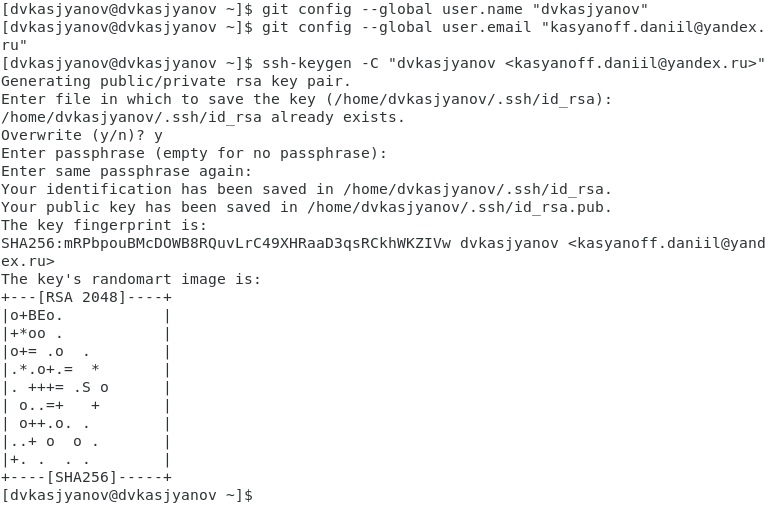 [dvkasjyanov@dvkasjyanov ~]$ git config --global user.name "dvkasjyanov"
[dvkasjyanov@dvkasjyanov ~]$ git config --global user.email "kasyanoff.daniil@yandex.
ru"
[dvkasjyanov@dvkasjyanov ~]$ ssh-keygen -C "dvkasjyanov <kasyanoff.daniil@yandex.ru>"
Generating public/private rsa key pair.
Enter file in which to save the key (/home/dvkasjyanov/.ssh/id_rsa):
/home/dvkasjyanov/.ssh/id_rsa already exists.
Overwrite (y/n)? y
Enter passphrase (empty for no passphrase):
Enter same passphrase again:
Your identification has been saved in /home/dvkasjyanov/.ssh/id_rsa.
Your public key has been saved in /home/dvkasjyanov/.ssh/id_rsa.pub.
The key fingerprint is:
SHA256:mRPbpouBMcDOWB8RQuvLrC49XHRaaD3qsRCkhWKZIVw dvkasjyanov <kasyanoff.daniil@yand
ex.ru>
The key's randomart image is:
+---[RSA 2048]----+
|o+BEo.           |
|+*oo .           |
|o+= .o  .        |
|.*.o+.=  *       |
|. +++= .S o      |
| o..=+   +       |
| o++.o. .        |
|..+ o  o .       |
|+. .  . .        |
+----[SHA256]-----+
[dvkasjyanov@dvkasjyanov ~]$